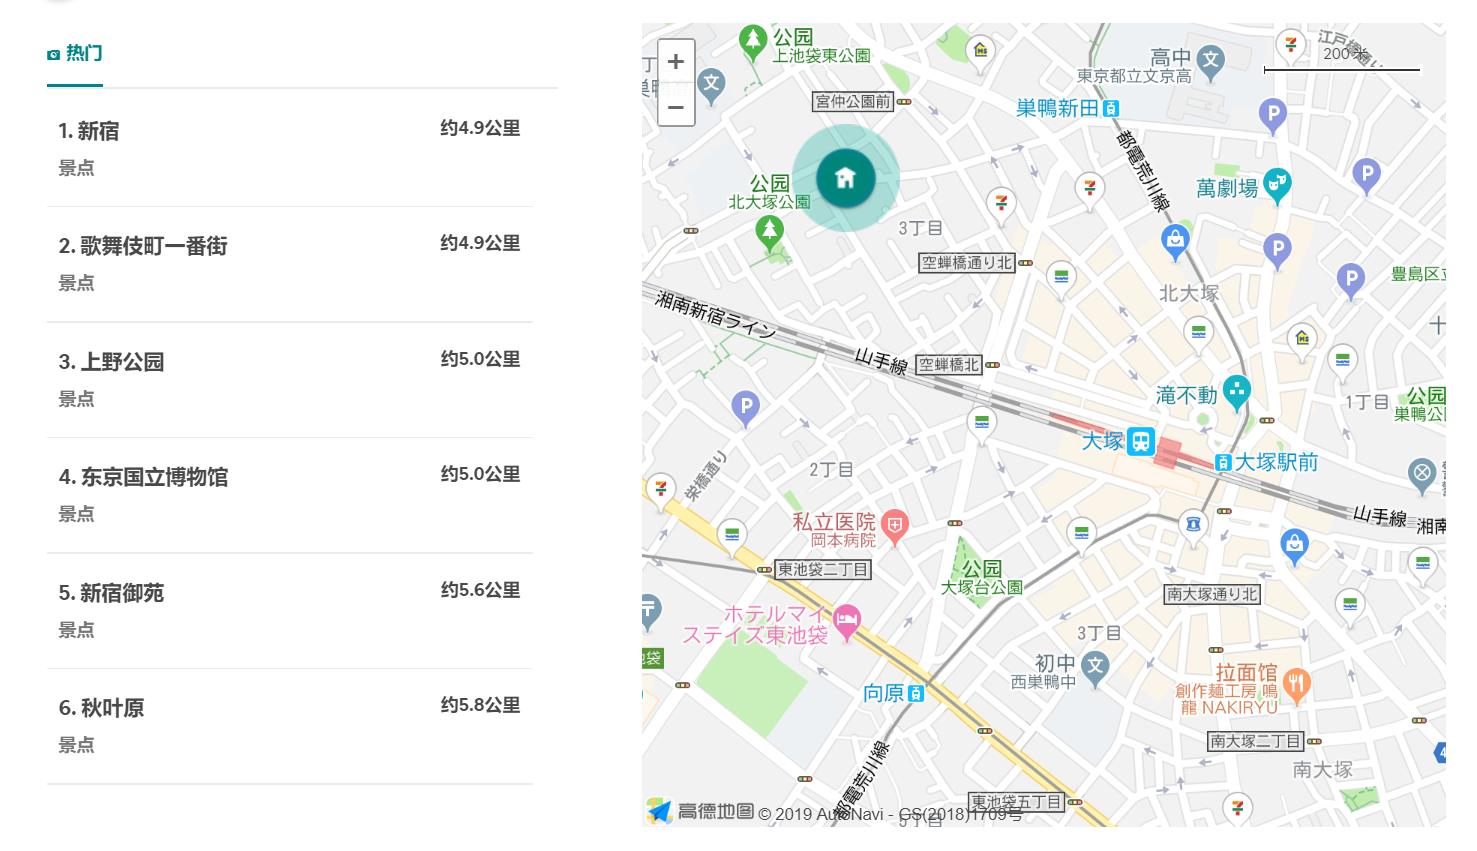 热门
1. 新宿
约4.9公里
景点
2. 歌舞伎町一番街
约4.9公里
景点
3. 上野公园
约5.0公里
景点
4. 东京国立博物馆
约5.0公里
景点
5. 新宿御苑
约5.6公里
景点
6. 秋叶原
约5.8公里
景点
+
−
公园
上池袋東公園
宮仲公園前
高中
東京都立文京高
江戸橋通り
200 米
巣鴨新田
都電荒川線
公园
北大塚公園
萬劇場
3丁目
空蝉橋通り北
北大塚
豊島区立
湘南新宿ライン
山手線
空蝉橋北
滝不動
1丁目
公园
巣鴨公
大塚
大塚駅前
2丁目
栄橋通り
私立医院
岡本病院
山手線
湘南
東池袋二丁目
公园
大塚台公園
南大塚通り北
ホテルマイ
ステイズ東池袋
3丁目
初中
西巣鴨中
池袋
向原
拉面馆
創作麺工房 鳴
龍 NAKIRYU
南大塚二丁目
南大塚
都電荒川線
東池袋五丁目
5丁目
高德地图
© 2019 AutoNavi - GS(2018)1709号